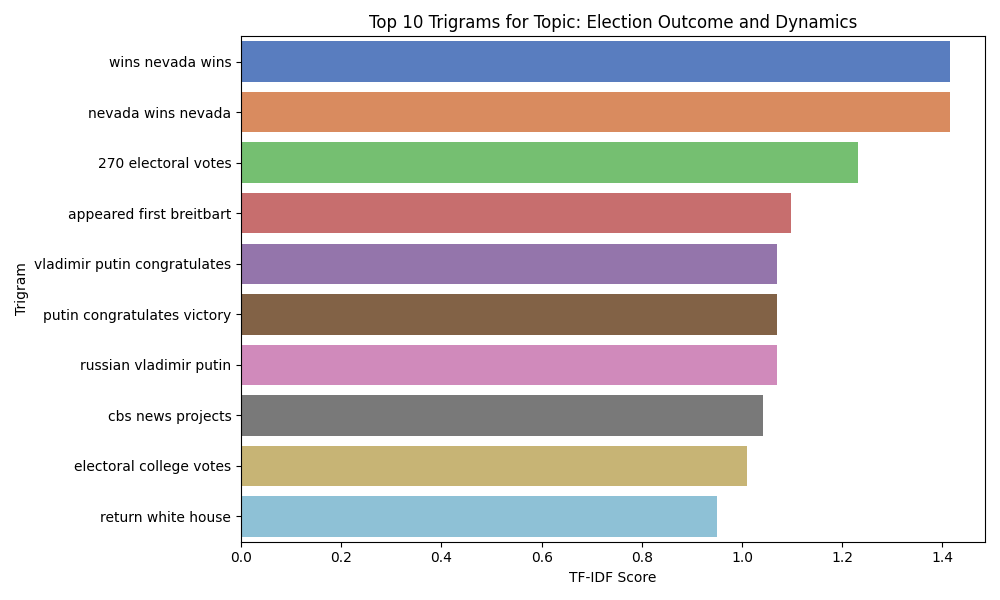 Top 10 Trigrams for Topic: Election Outcome and Dynamics
Trigram
wins nevada wins
nevada wins nevada
270 electoral votes
appeared first breitbart
vladimir putin congratulates
putin congratulates victory
russian vladimir putin
cbs news projects
electoral college votes
return white house
0.0 0.2 0.4 0.6 0.8 1.0 1.2 1.4
TF-IDF Score